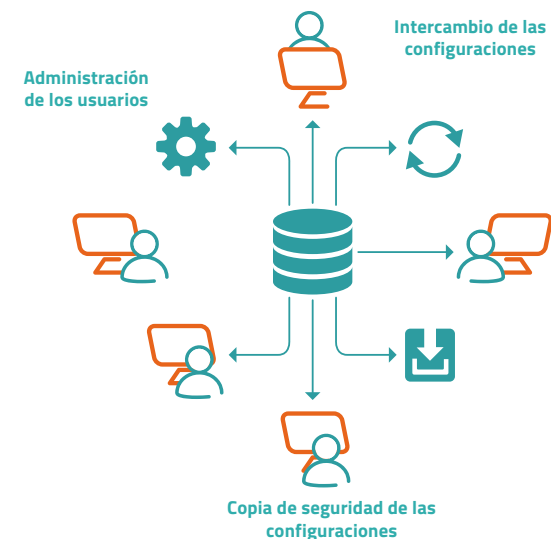 Intercambio de las
configuraciones
Administración
de los usuarios
Copia de seguridad de las
configuraciones